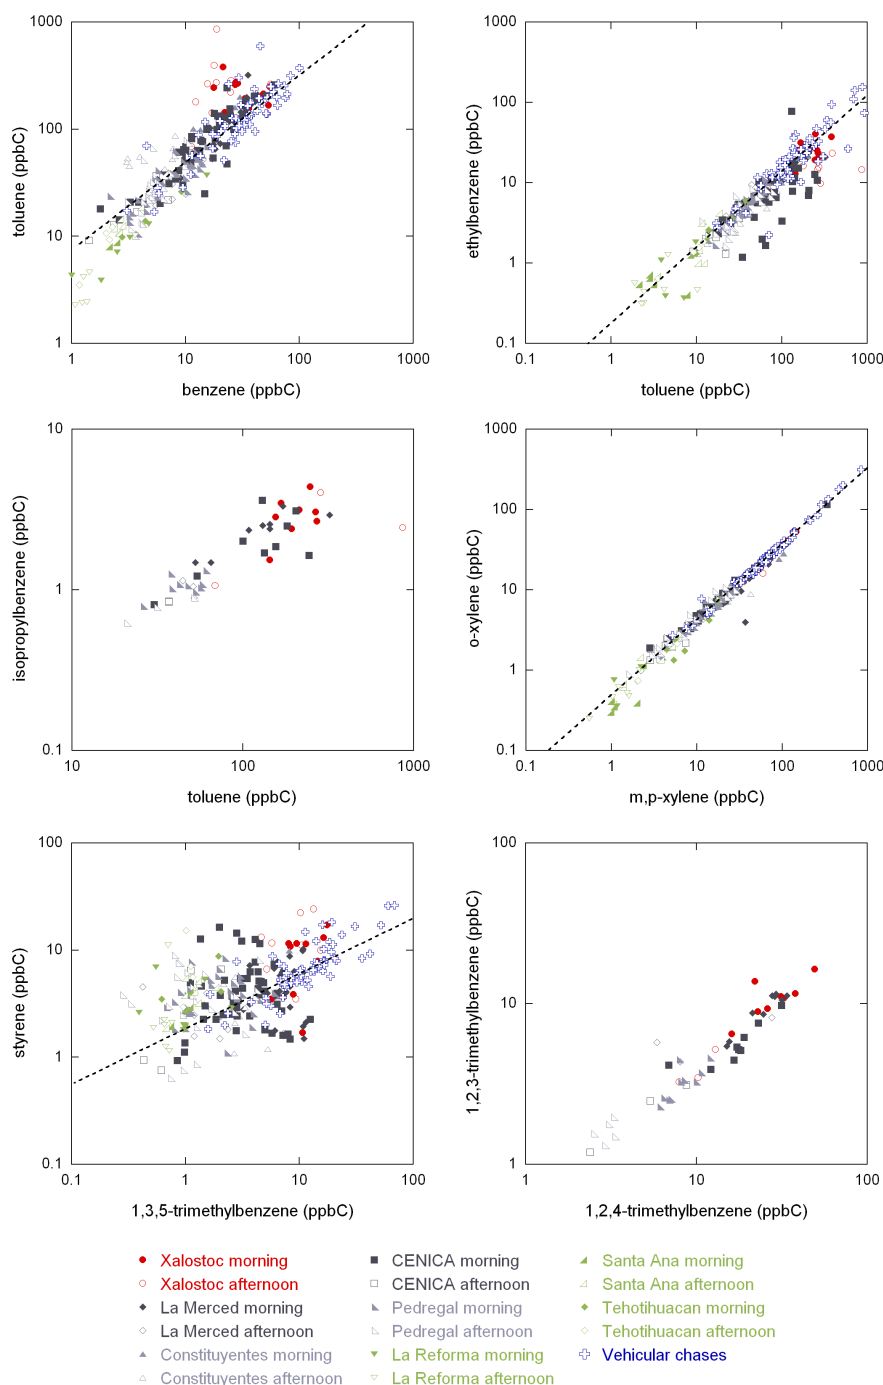 1000
100
10
1
toluene (ppbC)
1
10
100
1000
benzene (ppbC)
1000
100
10
1
0.1
ethylbenzene (ppbC)
0.1
10
100
1000
toluene (ppbC)
10
1
0.1
isopropylbenzene (ppbC)
10
100
1000
toluene (ppbC)
1000
100
10
1
0.1
o-xylene (ppbC)
0.1
1
10
100
1000
m,p-xylene (ppbC)
100
10
1
0.1
styrene (ppbC)
0.1
1
10
100
1,3,5-trimethylbenzene (ppbC)
100
10
1
1,2,3-trimethylbenzene (ppbC)
1
10
100
1,2,4-trimethylbenzene (ppbC)
Xalostoc morning
Xalostoc afternoon
La Merced morning
La Merced afternoon
Constituyentes morning
Constituyentes afternoon
CENICA morning
CENICA afternoon
Pedregal morning
Pedregal afternoon
La Reforma morning
La Reforma afternoon
Santa Ana morning
Santa Ana afternoon
Tehotihuacan morning
Tehotihuacan afternoon
Vehicular chases